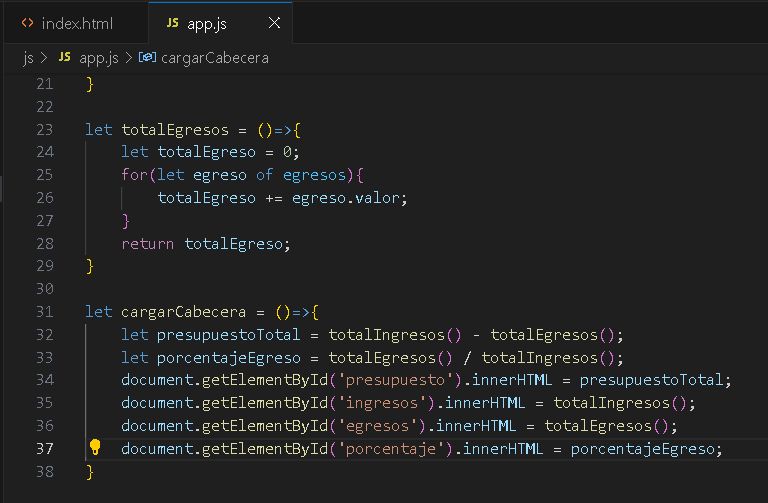 <> index.html JS app.js ×
js > JS app.js > cargarCabecera
21 }
22
23 let totalEgresos = ()=>{
24     let totalEgreso = 0;
25     for(let egreso of egresos){
26         totalEgreso += egreso.valor;
27     }
28     return totalEgreso;
29 }
30
31 let cargarCabecera = ()=>{
32     let presupuestoTotal = totalIngresos() - totalEgresos();
33     let porcentajeEgreso = totalEgresos() / totalIngresos();
34     document.getElementById('presupuesto').innerHTML = presupuestoTotal;
35     document.getElementById('ingresos').innerHTML = totalIngresos();
36     document.getElementById('egresos').innerHTML = totalEgresos();
37     document.getElementById('porcentaje').innerHTML = porcentajeEgreso;
38 }